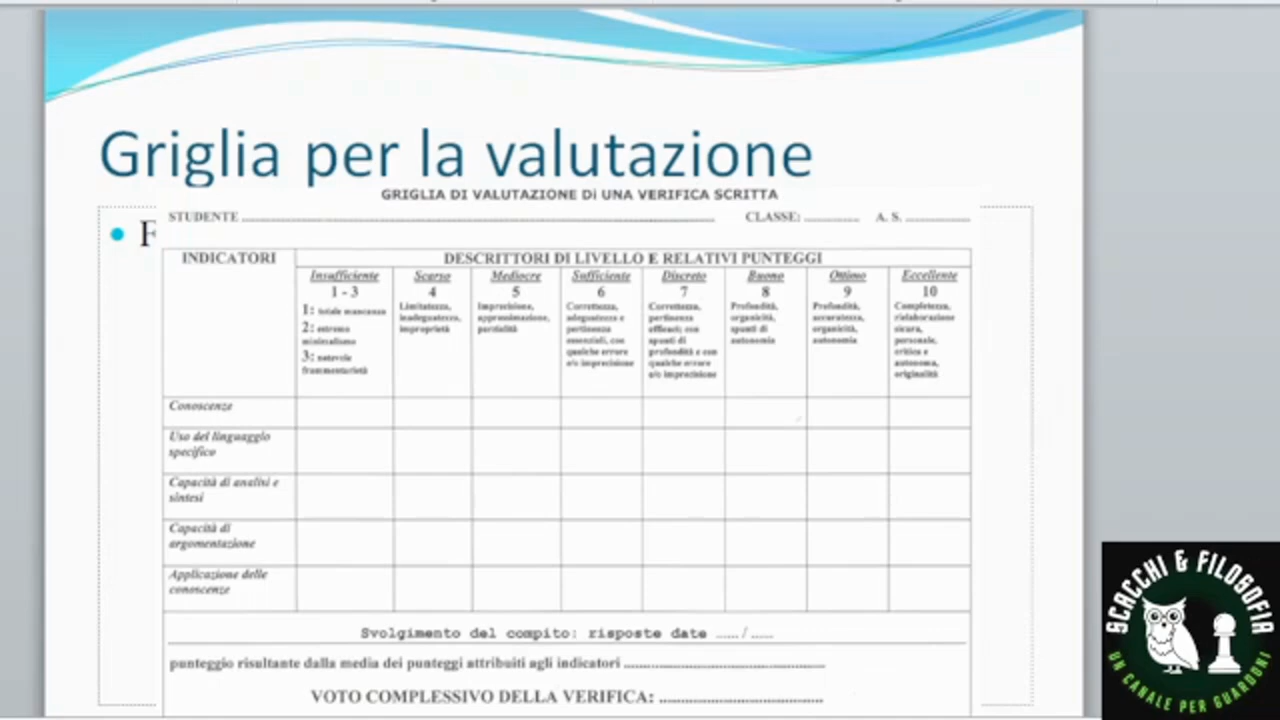 Griglia per la valutazione
GRIGLIA DI VALUTAZIONE Di UNA VERIFICA SCRITTA
STUDENTE ........ CLASSE: ........ A. S. ........
F
INDICATORI
DESCRITTORI DI LIVELLO E RELATIVI PUNTEGGI
Insufficiente
1 - 3
1: totale mancanza
2: estremo
minimalismo
3: notevole
frammentarietà
Scarso
4
Limitatezza,
inadeguatezza,
improprietà
Mediocre
5
Imprecisione,
approssimazione,
parzialità
Sufficiente
6
Correttezza,
adeguatezza e
pertinenza
essenziali, con
qualche errore
e/o imprecisione
Discreto
7
Correttezza,
pertinenza
efficaci; con
spunti di
profondità e con
qualche errore
e/o imprecisione
Buono
8
Profondità,
organicità,
spunti di
autonomia
Ottimo
9
Profondità,
accuratezza,
organicità,
autonomia
Eccellente
10
Completezza,
rielaborazione
sicura,
personale,
critica e
autonoma,
originalità
Conoscenze
Uso del linguaggio
specifico
Capacità di analisi e
sintesi
Capacità di
argomentazione
Applicazione delle
conoscenze
Svolgimento del compito: risposte date ...... / ......
punteggio risultante dalla media dei punteggi attribuiti agli indicatori ........
VOTO COMPLESSIVO DELLA VERIFICA: ........
SCACCHI & FILOSOFIA
UN CANALE PER GUARDONI